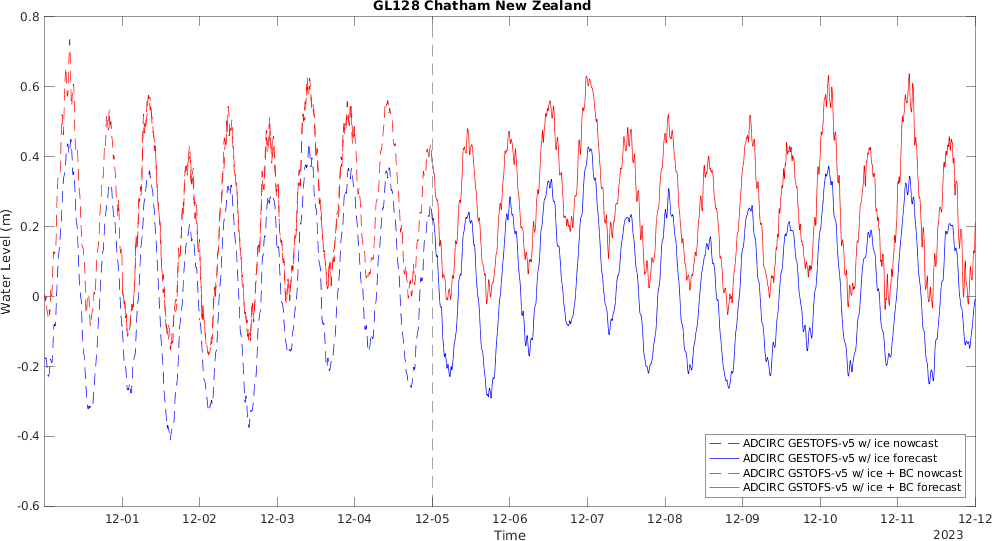 GL128 Chatham New Zealand
0.8
0.6
0.4
0.2
0
-0.2
-0.4
-0.6
Water Level (m)
12-01 12-02 12-03 12-04 12-05 12-06 12-07 12-08 12-09 12-10 12-11 12-12
Time
2023
ADCIRC GESTOFS-v5 w/ ice nowcast
ADCIRC GESTOFS-v5 w/ ice forecast
ADCIRC GSTOFS-v5 w/ ice + BC nowcast
ADCIRC GSTOFS-v5 w/ ice + BC forecast